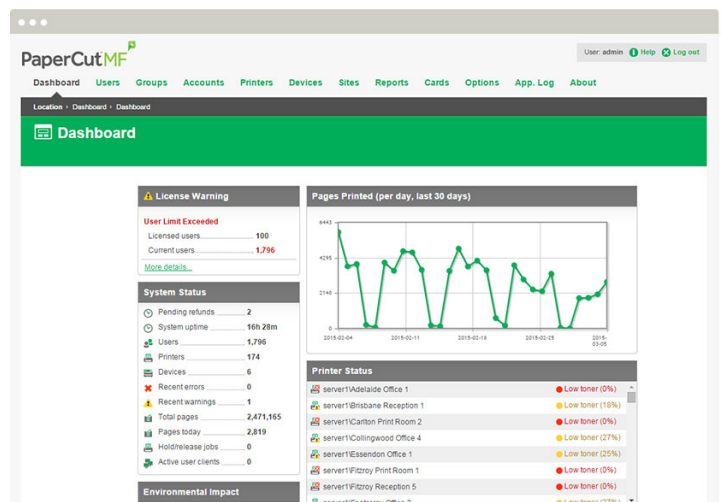 PaperCut MF
User: admin Help Log out
Dashboard Users Groups Accounts Printers Devices Sites Reports Cards Options App. Log About
Location › Dashboard › Dashboard
Dashboard
License Warning
User Limit Exceeded
Licensed users 100
Current users 1,796
More details...
System Status
Pending refunds 2
System uptime 16h 28m
Users 1,796
Printers 174
Devices 6
Recent errors 0
Recent warnings 1
Total pages 2,471,165
Pages today 2,819
Hold/release jobs 0
Active user clients 0
Environmental Impact
Pages Printed (per day, last 30 days)
6443
4295
2148
0
2015-02-04 2015-02-11 2015-02-18 2015-02-25 2015-
03-05
Printer Status
server1\Adelaide Office 1 Low toner (0%)
server1\Brisbane Reception 1 Low toner (18%)
server1\Carlton Print Room 2 Low toner (0%)
server1\Collingwood Office 4 Low toner (27%)
server1\Essendon Office 1 Low toner (25%)
server1\Fitzroy Print Room 1 Low toner (0%)
server1\Fitzroy Reception 5 Low toner (0%)